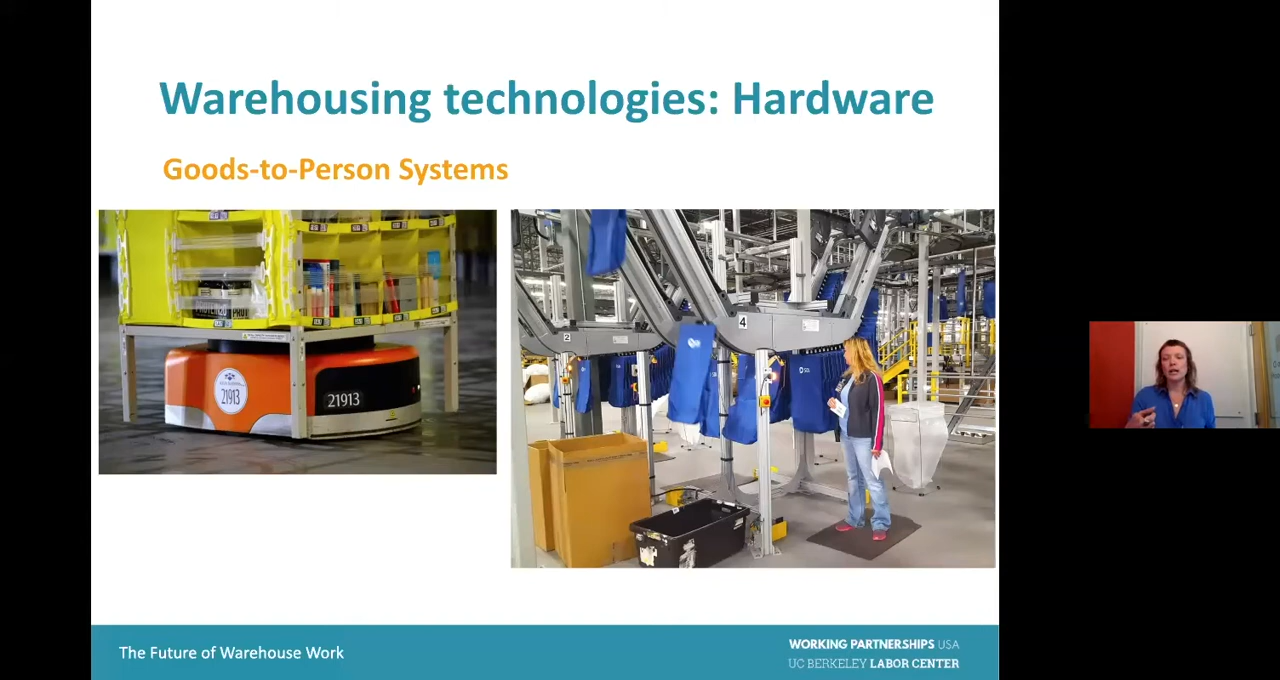 Warehousing technologies: Hardware
Goods-to-Person Systems
21913
21913
2
4
The Future of Warehouse Work
WORKING PARTNERSHIPS USA
UC BERKELEY LABOR CENTER